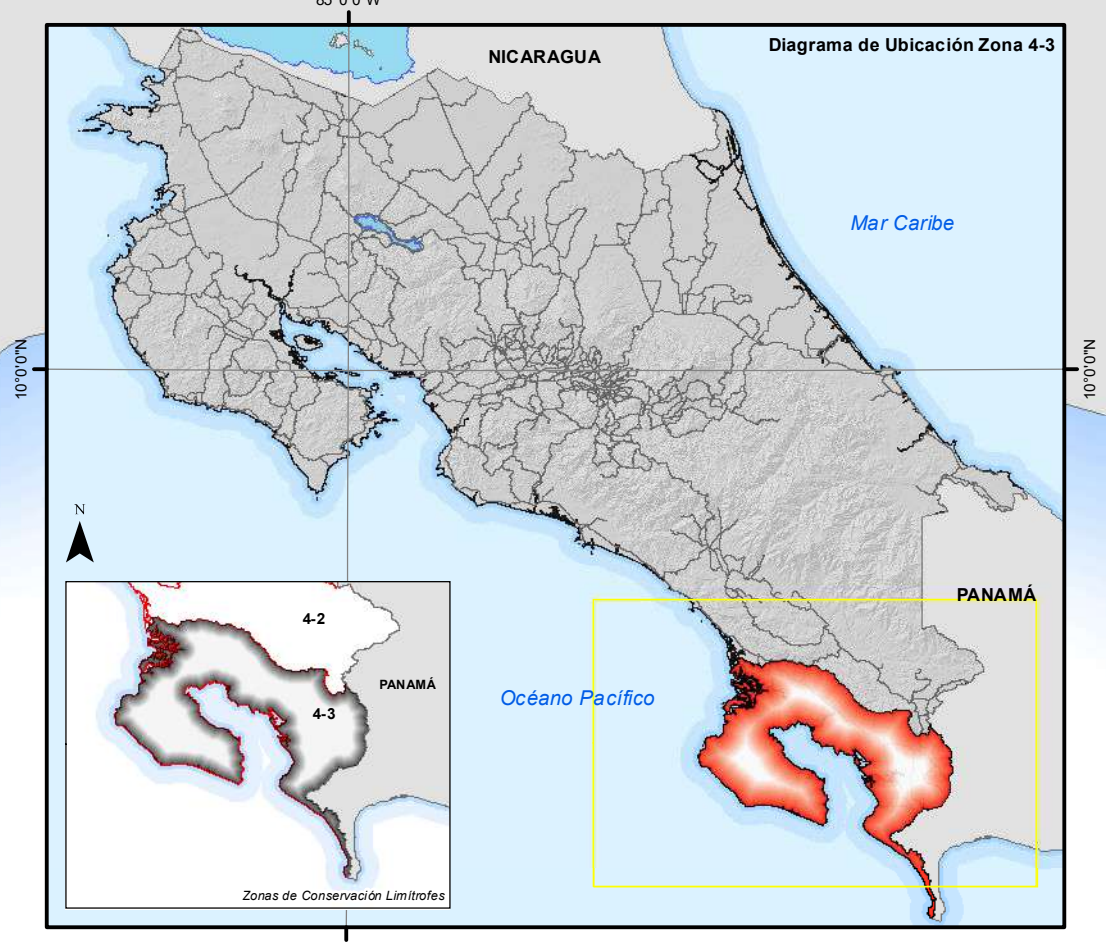 Diagrama de Ubicación Zona 4-3
NICARAGUA
Mar Caribe
10°0'0"N
10°0'0"N
N
PANAMÁ
Océano Pacífico
4-2
PANAMÁ
4-3
Zonas de Conservación Limítrofes